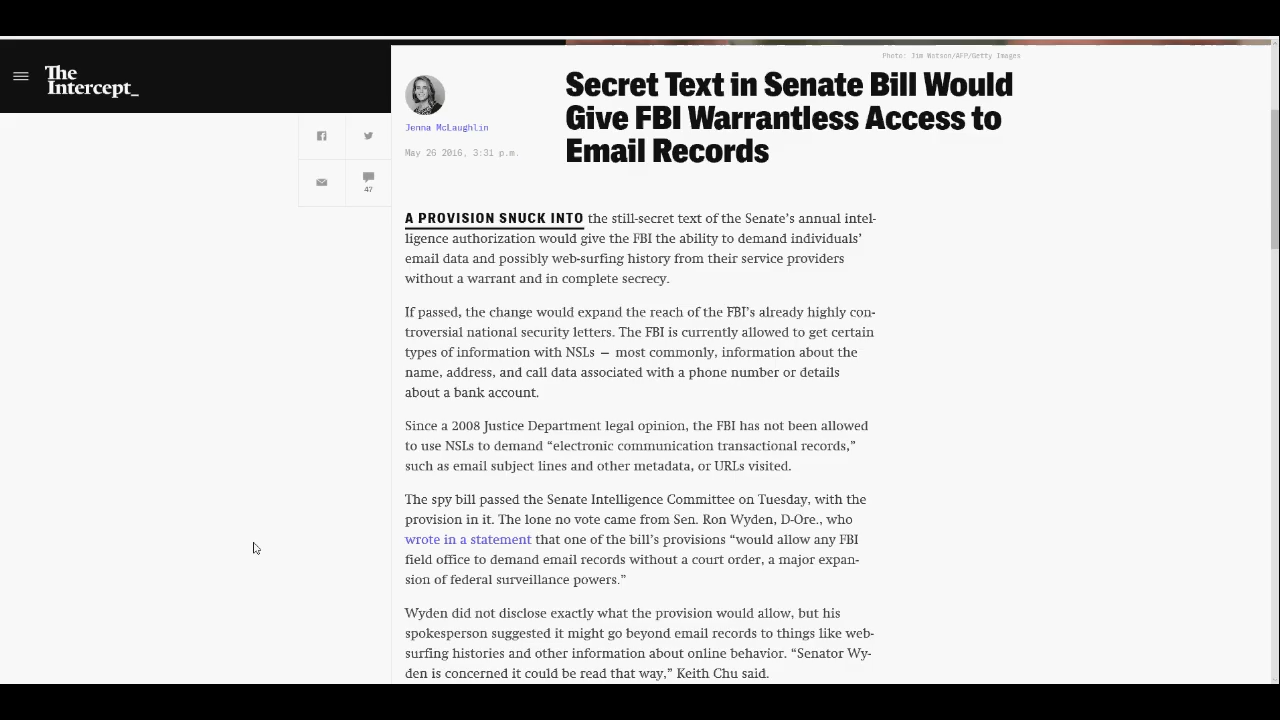 Photo: Jim Watson/AFP/Getty Images
The
Intercept_
Jenna McLaughlin
May 26 2016, 3:31 p.m.
47
Secret Text in Senate Bill Would
Give FBI Warrantless Access to
Email Records
A PROVISION SNUCK INTO the still-secret text of the Senate’s annual intel-
ligence authorization would give the FBI the ability to demand individuals’
email data and possibly web-surfing history from their service providers
without a warrant and in complete secrecy.
If passed, the change would expand the reach of the FBI’s already highly con-
troversial national security letters. The FBI is currently allowed to get certain
types of information with NSLs — most commonly, information about the
name, address, and call data associated with a phone number or details
about a bank account.
Since a 2008 Justice Department legal opinion, the FBI has not been allowed
to use NSLs to demand “electronic communication transactional records,”
such as email subject lines and other metadata, or URLs visited.
The spy bill passed the Senate Intelligence Committee on Tuesday, with the
provision in it. The lone no vote came from Sen. Ron Wyden, D-Ore., who
wrote in a statement that one of the bill’s provisions “would allow any FBI
field office to demand email records without a court order, a major expan-
sion of federal surveillance powers.”
Wyden did not disclose exactly what the provision would allow, but his
spokesperson suggested it might go beyond email records to things like web-
surfing histories and other information about online behavior. “Senator Wy-
den is concerned it could be read that way,” Keith Chu said.